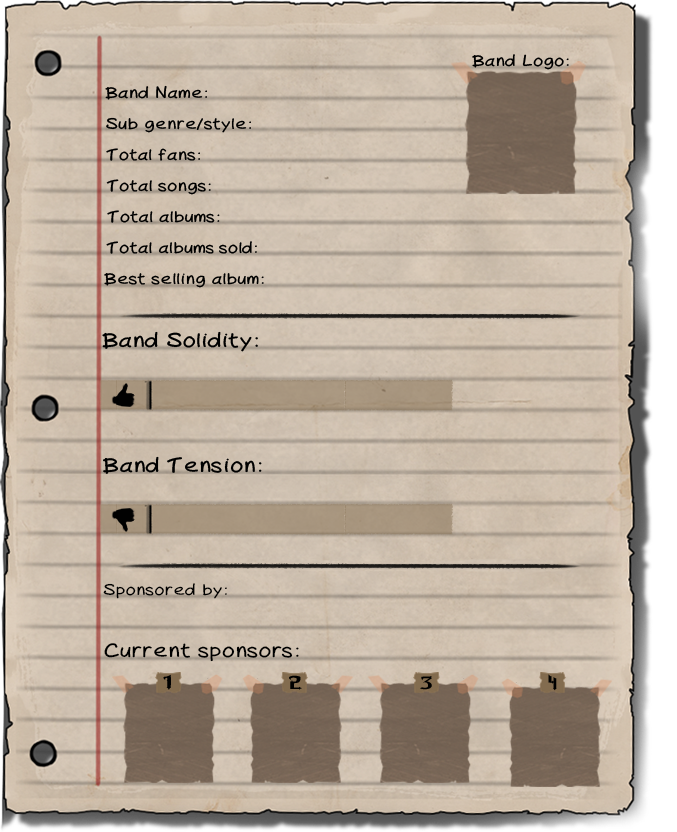 Band Logo:
Band Name:
Sub genre/style:
Total fans:
Total songs:
Total albums:
Total albums sold:
Best selling album:
Band Solidity:
Band Tension:
Sponsored by:
Current sponsors:
1 2 3 4